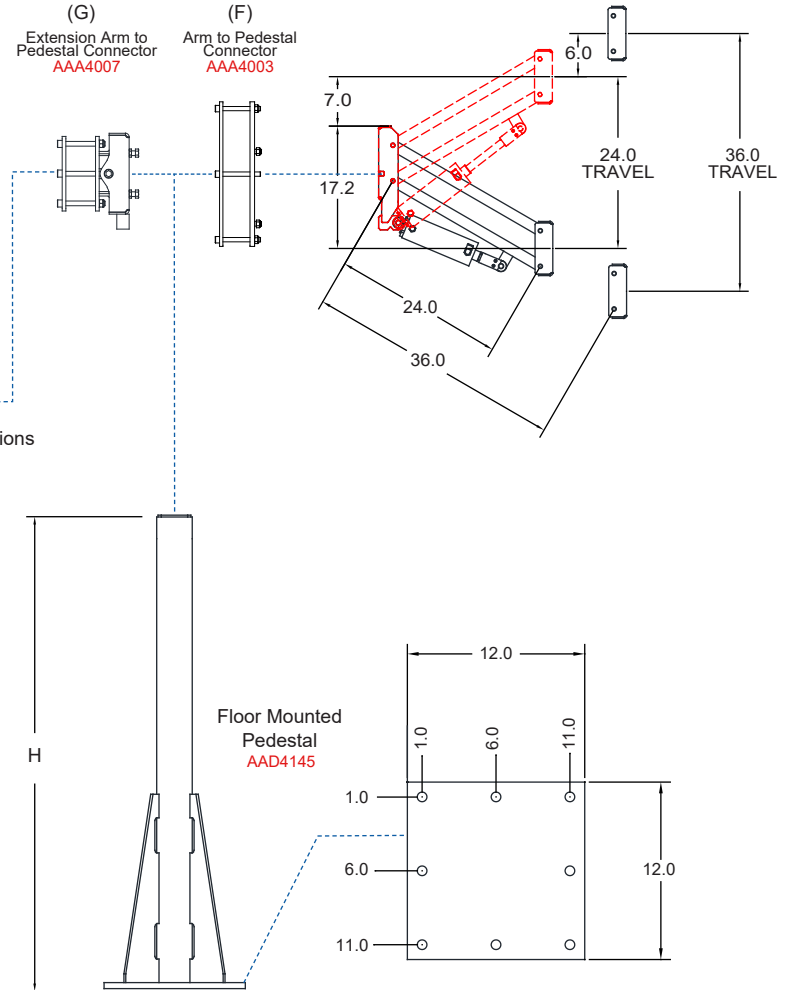 (G)
Extension Arm to
Pedestal Connector
AAA4007
(F)
Arm to Pedestal
Connector
AAA4003
6.0
7.0
17.2
24.0
TRAVEL
36.0
TRAVEL
24.0
36.0
ions
H
Floor Mounted
Pedestal
AAD4145
12.0
1.0
6.0
11.0
1.0
6.0
11.0
12.0